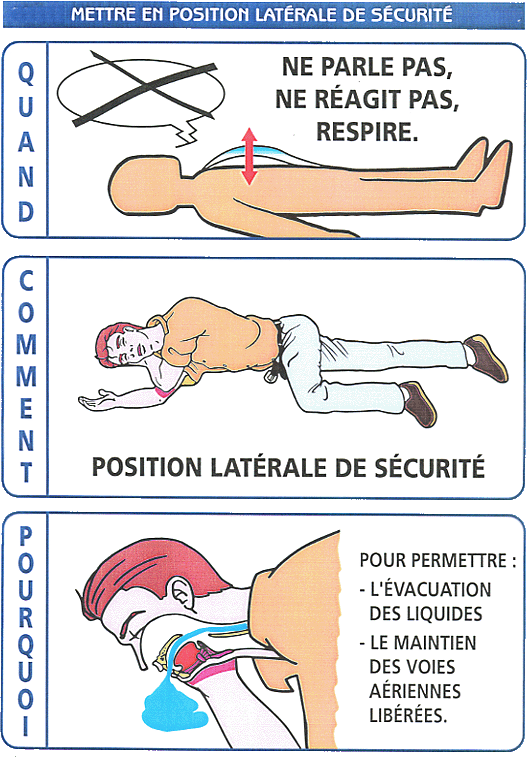 METTRE EN POSITION LATÉRALE DE SÉCURITÉ
QUAND
NE PARLE PAS,
NE RÉAGIT PAS,
RESPIRE.
COMMENT
POSITION LATÉRALE DE SÉCURITÉ
POURQUOI
POUR PERMETTRE :
- L'ÉVACUATION
DES LIQUIDES
- LE MAINTIEN
DES VOIES
AÉRIENNES
LIBÉRÉES.